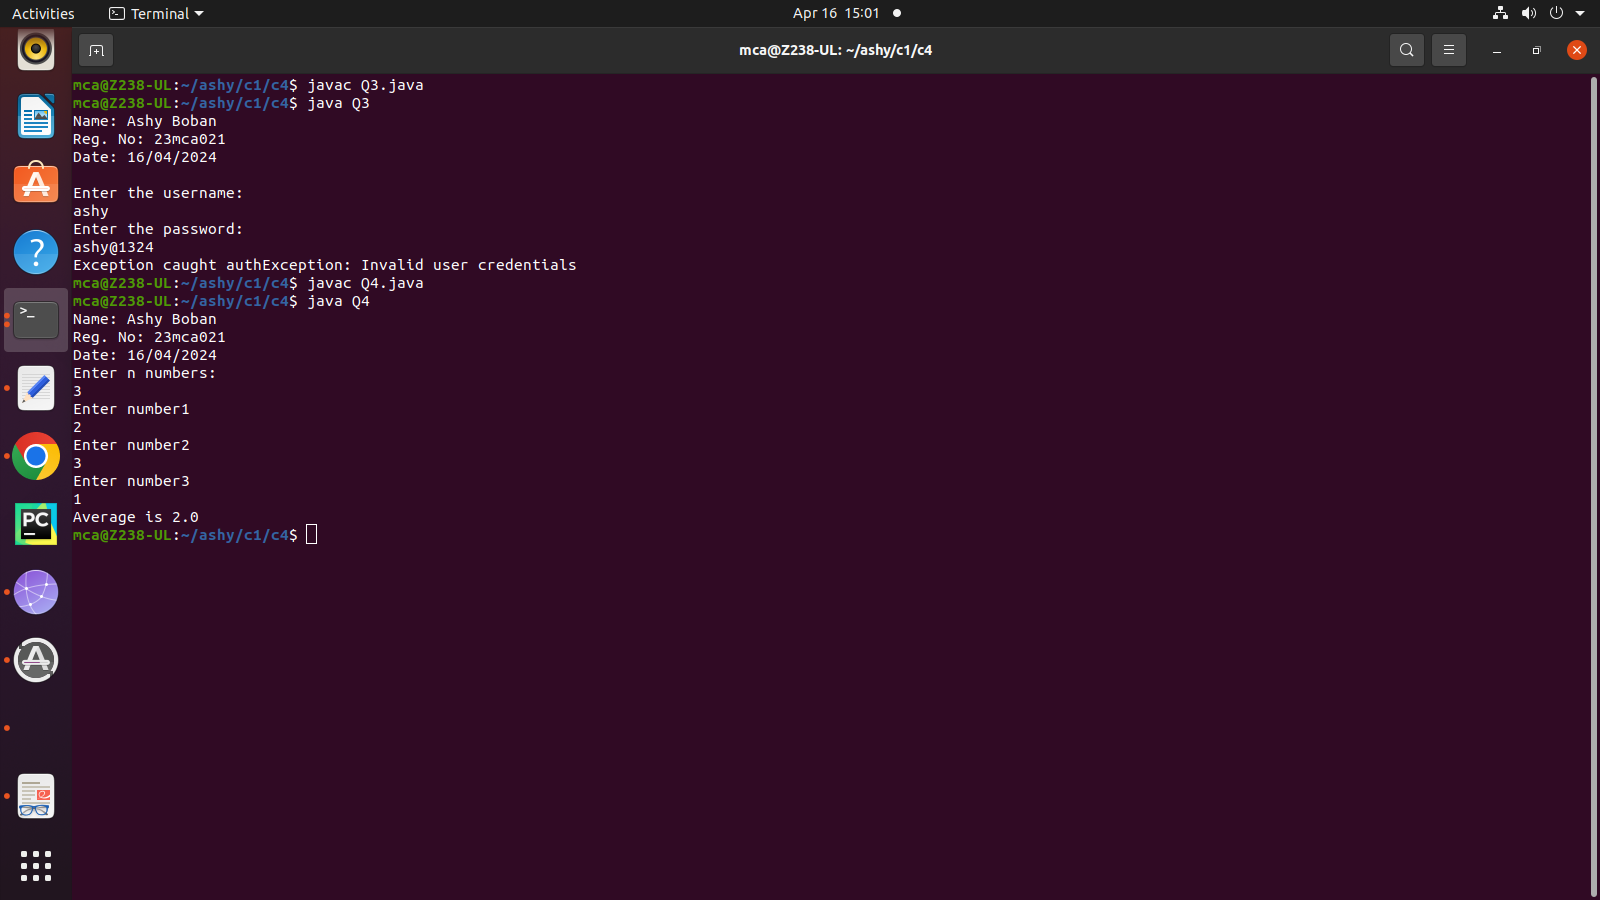 Activities
Terminal
Apr 16 15:01
mca@Z238-UL: ~/ashy/c1/c4
mca@Z238-UL:~/ashy/c1/c4$ javac Q3.java
mca@Z238-UL:~/ashy/c1/c4$ java Q3
Name: Ashy Boban
Reg. No: 23mca021
Date: 16/04/2024
Enter the username:
ashy
Enter the password:
ashy@1324
Exception caught authException: Invalid user credentials
mca@Z238-UL:~/ashy/c1/c4$ javac Q4.java
mca@Z238-UL:~/ashy/c1/c4$ java Q4
Name: Ashy Boban
Reg. No: 23mca021
Date: 16/04/2024
Enter n numbers:
3
Enter number1
2
Enter number2
3
Enter number3
1
Average is 2.0
mca@Z238-UL:~/ashy/c1/c4$
PC